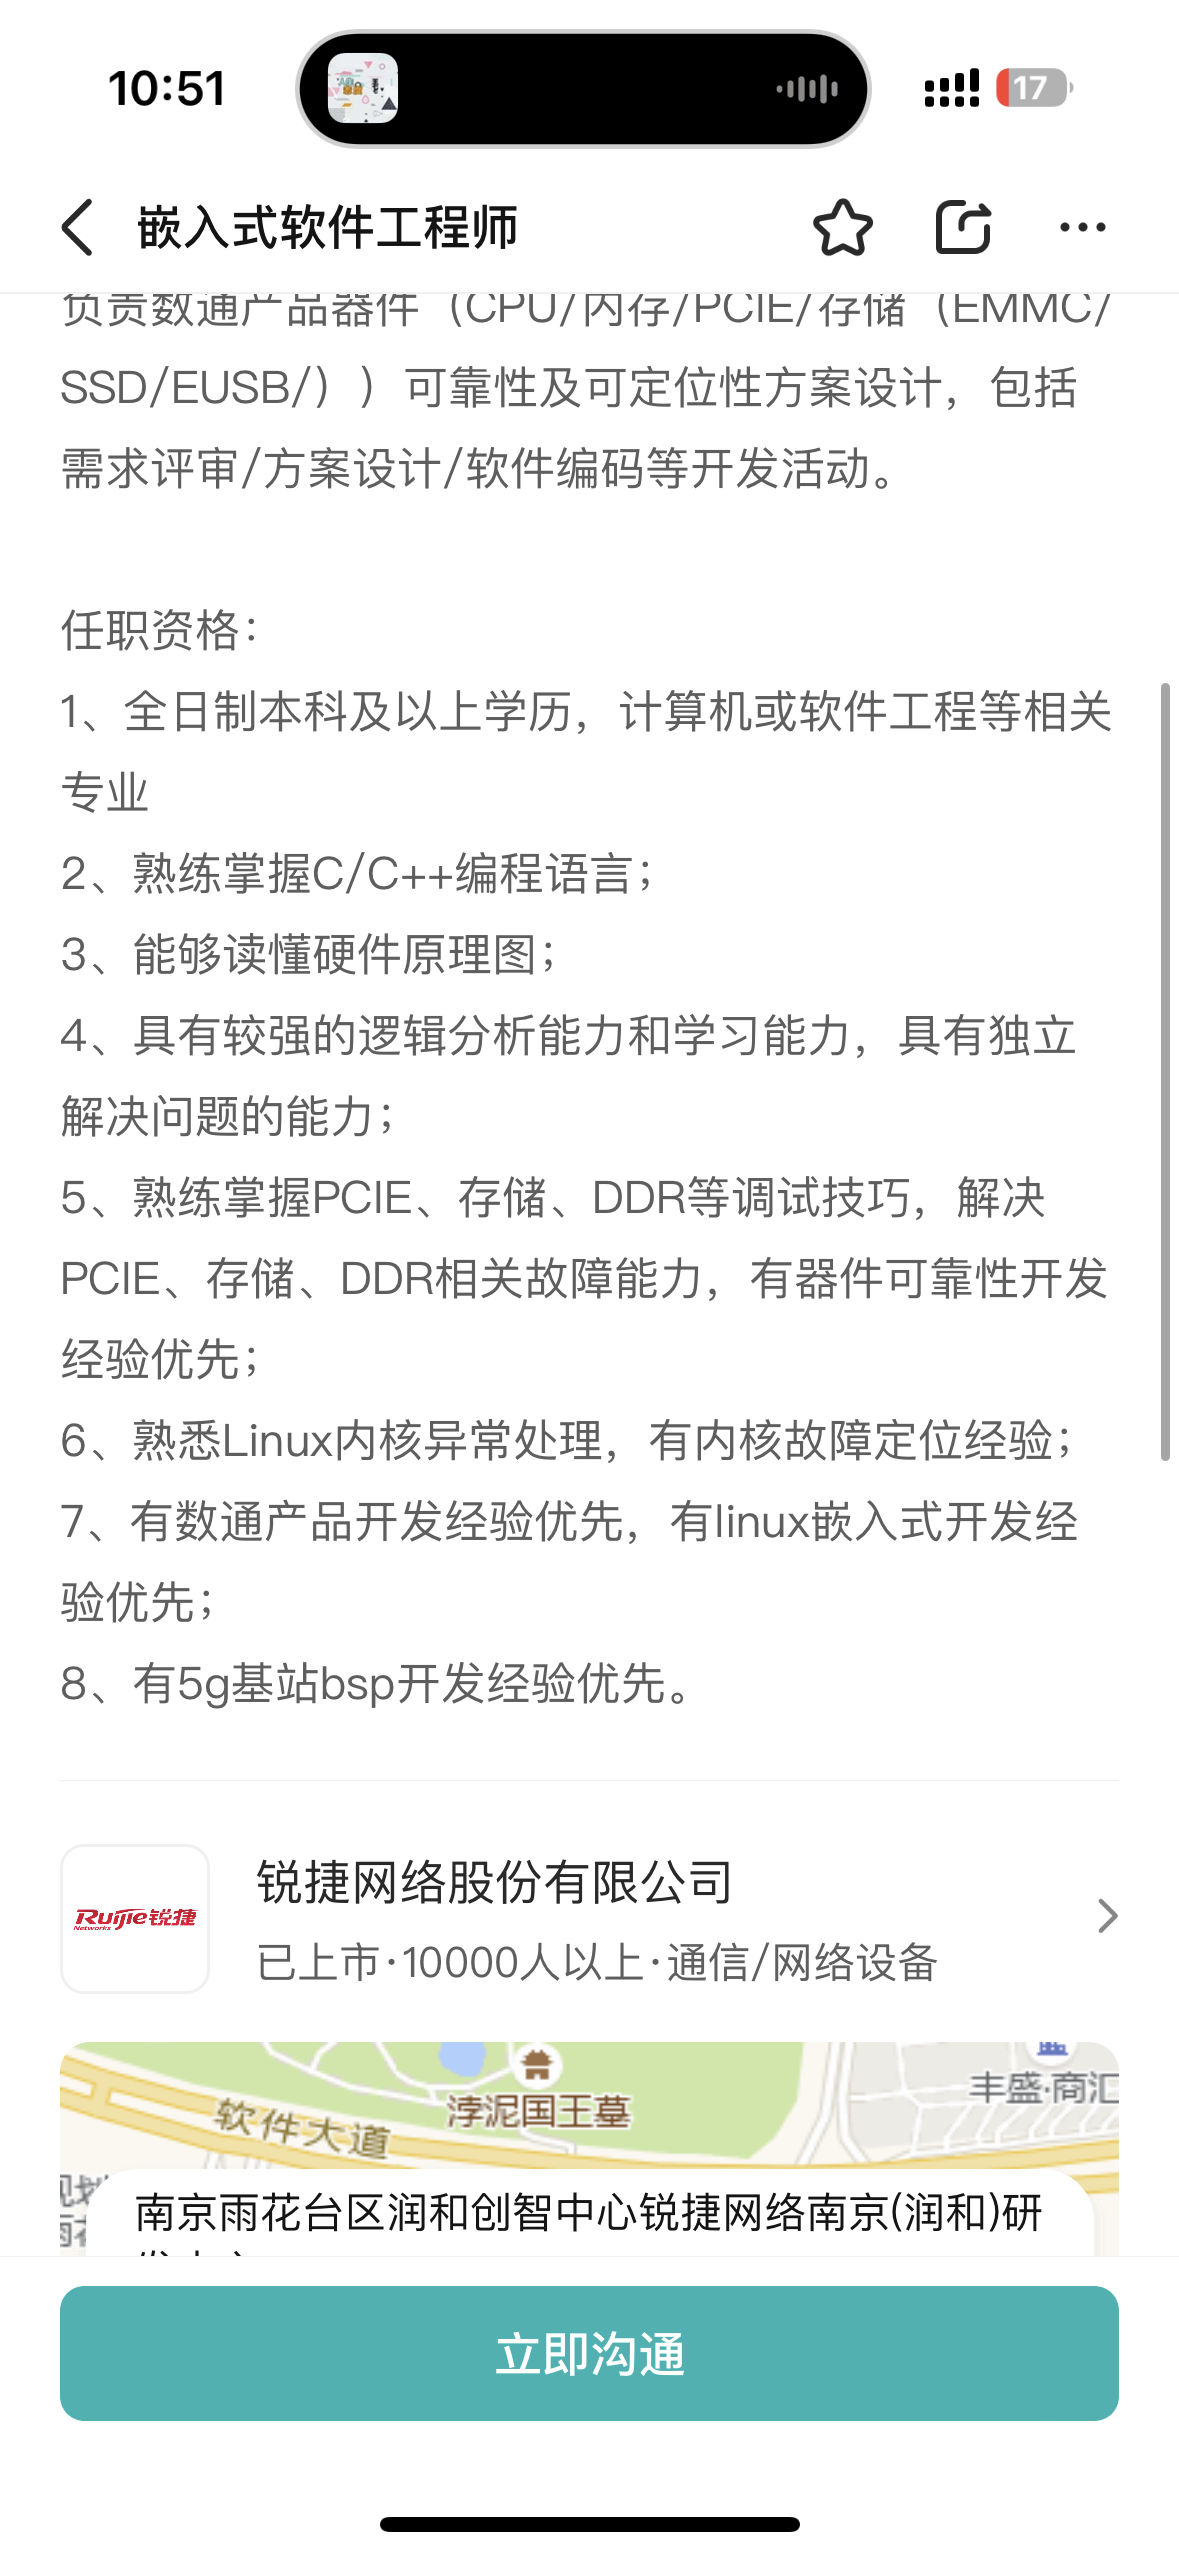 10:51
17
嵌入式软件工程师
负责数通产品器件（CPU/内存/PCIE/存储（EMMC/
SSD/EUSB/））可靠性及可定位性方案设计，包括
需求评审/方案设计/软件编码等开发活动。
任职资格：
1、全日制本科及以上学历，计算机或软件工程等相关
专业
2、熟练掌握C/C++编程语言；
3、能够读懂硬件原理图；
4、具有较强的逻辑分析能力和学习能力，具有独立
解决问题的能力；
5、熟练掌握PCIE、存储、DDR等调试技巧，解决
PCIE、存储、DDR相关故障能力，有器件可靠性开发
经验优先；
6、熟悉Linux内核异常处理，有内核故障定位经验；
7、有数通产品开发经验优先，有linux嵌入式开发经
验优先；
8、有5g基站bsp开发经验优先。
锐捷网络股份有限公司
Ruijie锐捷
Networks
已上市·10000人以上·通信/网络设备
浡泥国王墓
丰盛·商汇
软件大道
南京雨花台区润和创智中心锐捷网络南京(润和)研
立即沟通